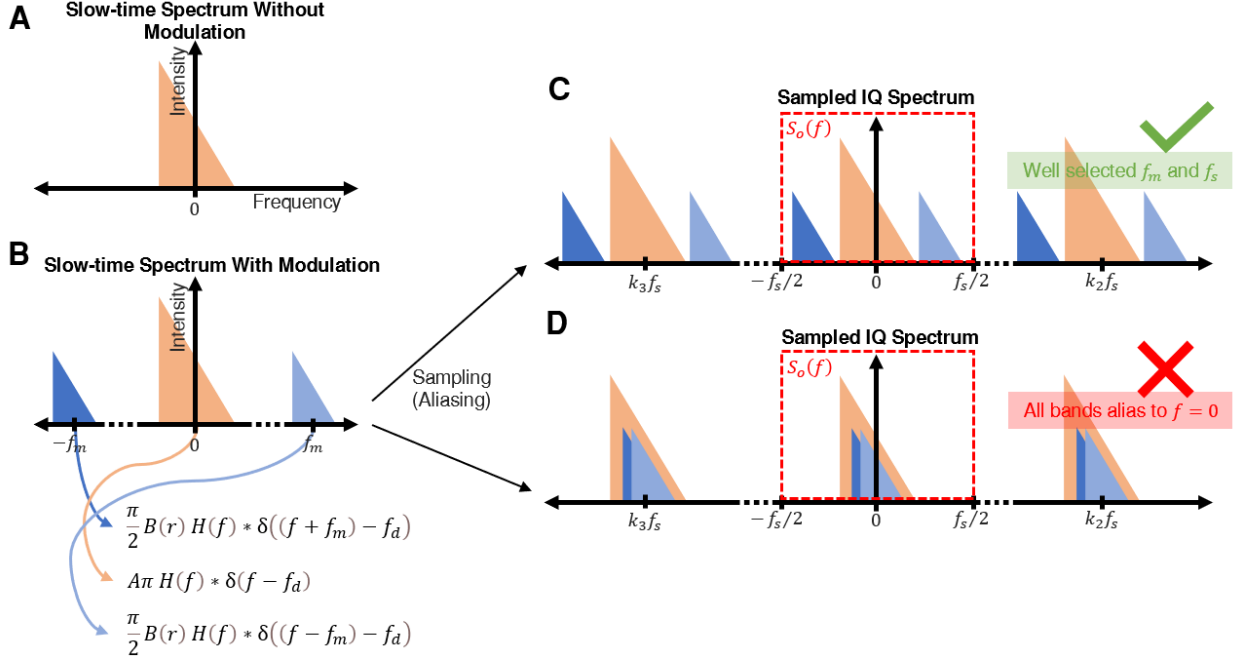 A
Slow-time Spectrum Without
Modulation
Intensity
0
Frequency
B
Slow-time Spectrum With Modulation
Intensity
−f_m
0
f_m
π/2 B(r) H(f) ∗ δ((f + f_m) − f_d)
Aπ H(f) ∗ δ(f − f_d)
π/2 B(r) H(f) ∗ δ((f − f_m) − f_d)
Sampling
(Aliasing)
C
Sampled IQ Spectrum
S_o(f)
Well selected f_m and f_s
k_3f_s
−f_s/2
0
f_s/2
k_2f_s
D
Sampled IQ Spectrum
S_o(f)
All bands alias to f = 0
k_3f_s
−f_s/2
0
f_s/2
k_2f_s